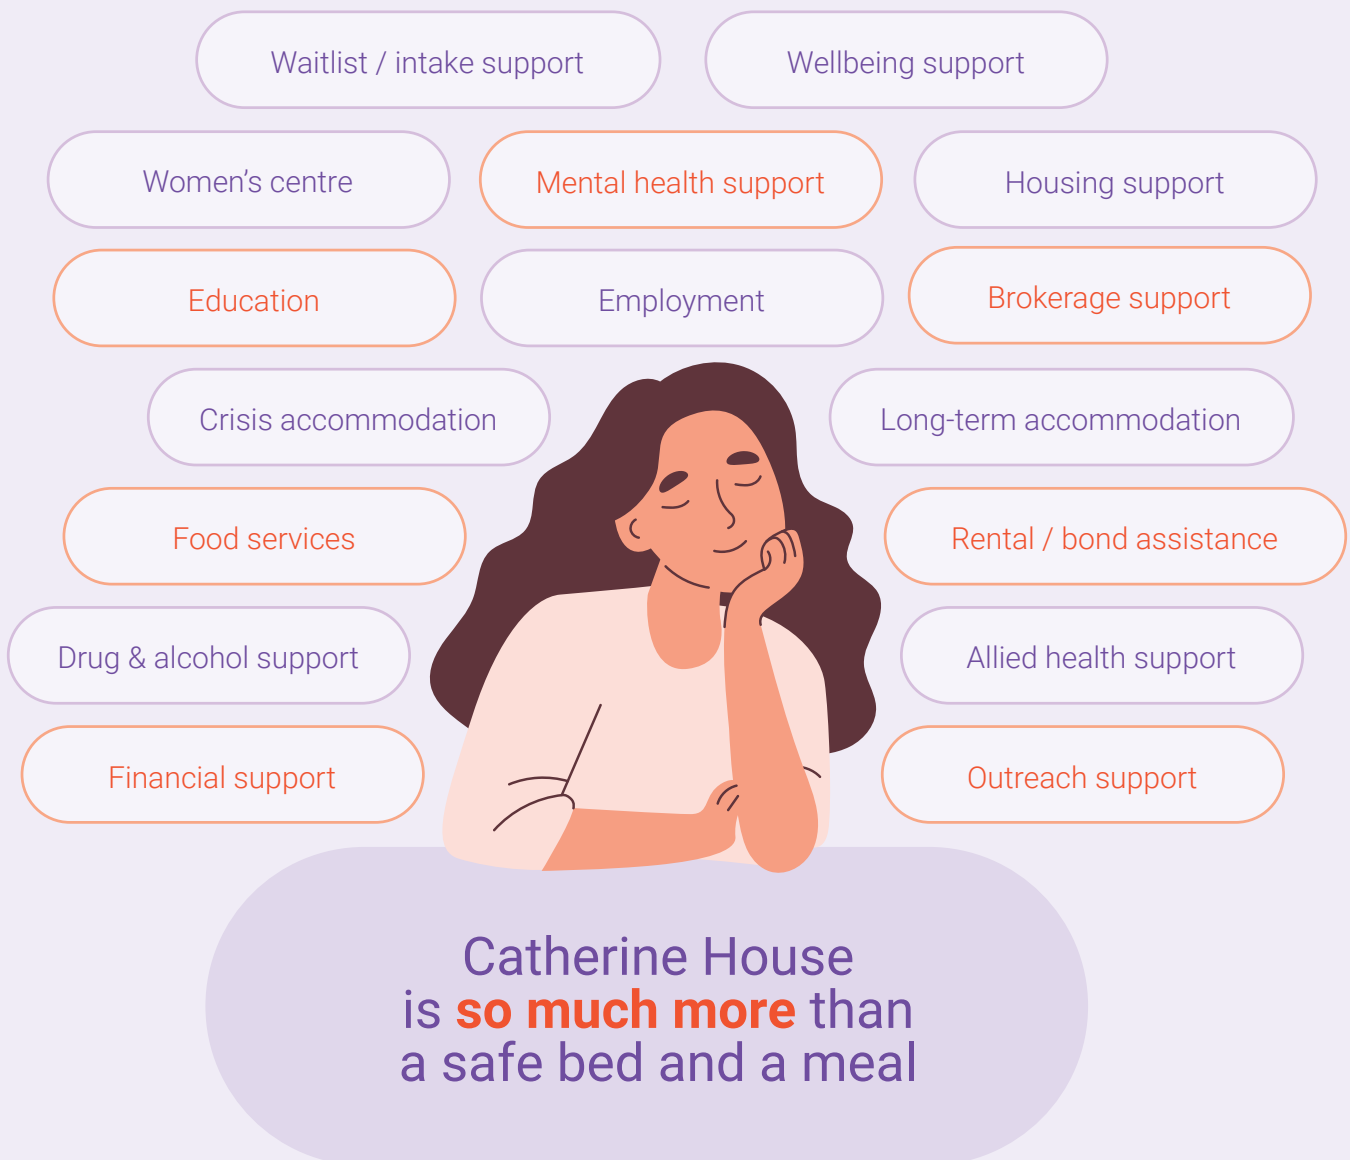 Waitlist / intake support
Wellbeing support
Women’s centre
Mental health support
Housing support
Education
Employment
Brokerage support
Crisis accommodation
Long-term accommodation
Food services
Rental / bond assistance
Drug & alcohol support
Allied health support
Financial support
Outreach support
Catherine House
is so much more than
a safe bed and a meal